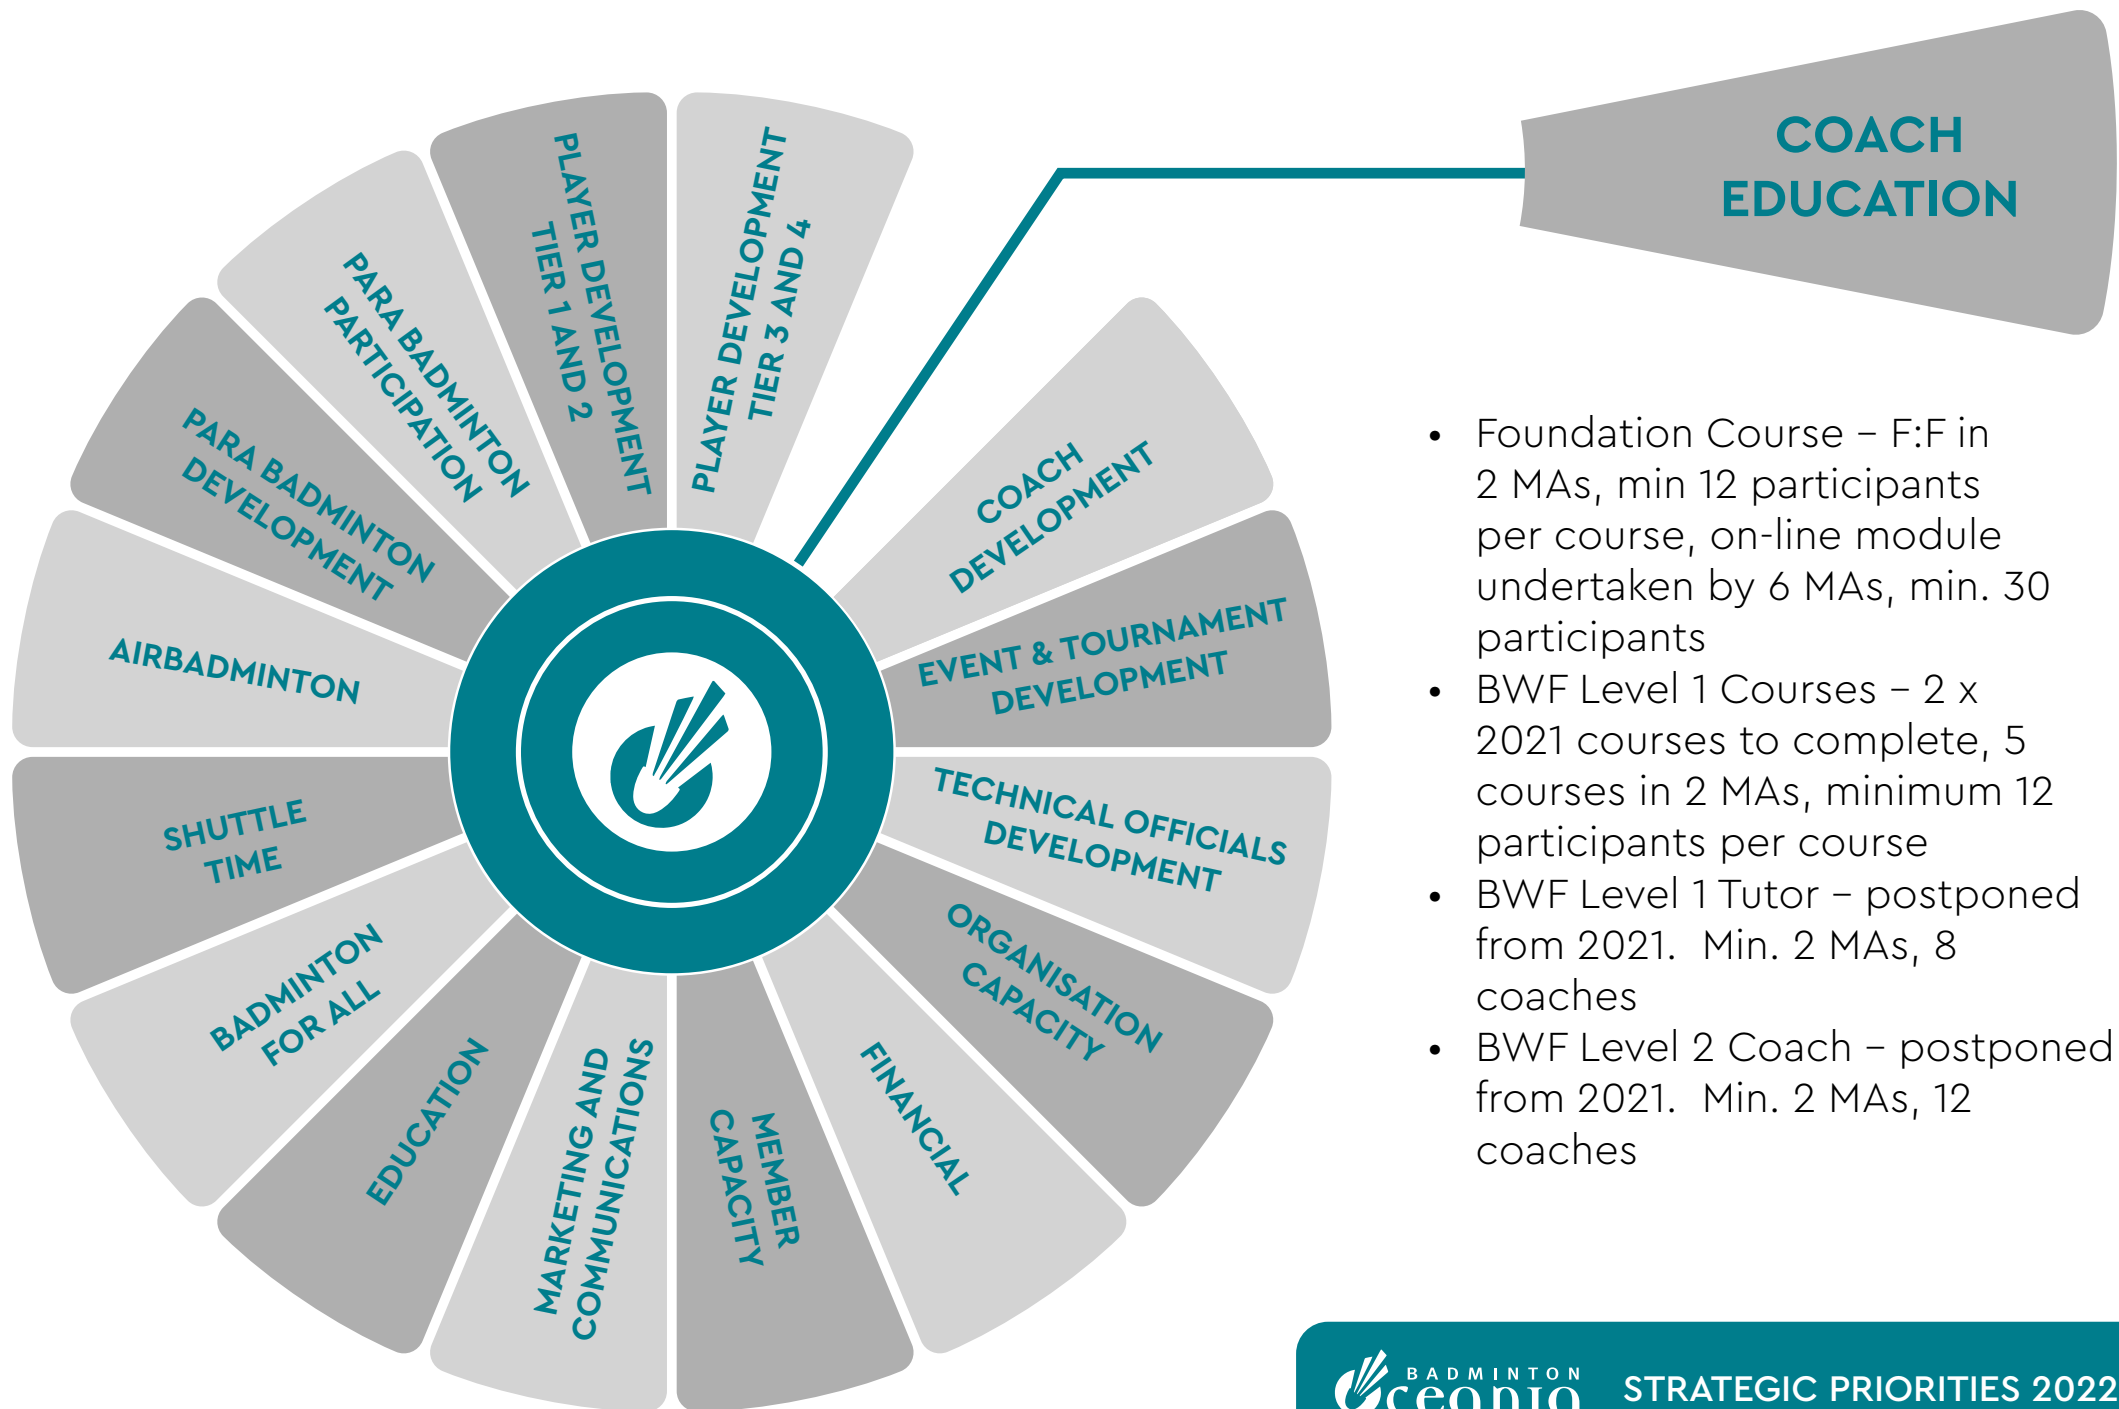 PLAYER DEVELOPMENT
TIER 3 AND 4
COACH
EDUCATION
COACH
DEVELOPMENT
EVENT & TOURNAMENT
DEVELOPMENT
TECHNICAL OFFICIALS
DEVELOPMENT
ORGANISATION
CAPACITY
FINANCIAL
MEMBER
CAPACITY
MARKETING AND
COMMUNICATIONS
EDUCATION
BADMINTON
FOR ALL
SHUTTLE
TIME
AIRBADMINTON
PARA BADMINTON
DEVELOPMENT
PARA BADMINTON
PARTICIPATION
PLAYER DEVELOPMENT
TIER 1 AND 2
• Foundation Course – F:F in
2 MAs, min 12 participants
per course, on-line module
undertaken by 6 MAs, min. 30
participants
• BWF Level 1 Courses – 2 x
2021 courses to complete, 5
courses in 2 MAs, minimum 12
participants per course
• BWF Level 1 Tutor – postponed
from 2021.  Min. 2 MAs, 8
coaches
• BWF Level 2 Coach – postponed
from 2021.  Min. 2 MAs, 12
coaches
BADMINTON
Oceania
STRATEGIC PRIORITIES 2022